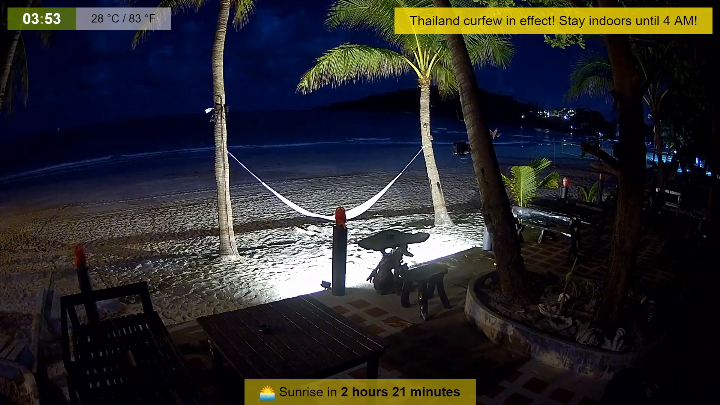 03:53
28 °C / 83 °F
Thailand curfew in effect! Stay indoors until 4 AM!
Sunrise in 2 hours 21 minutes